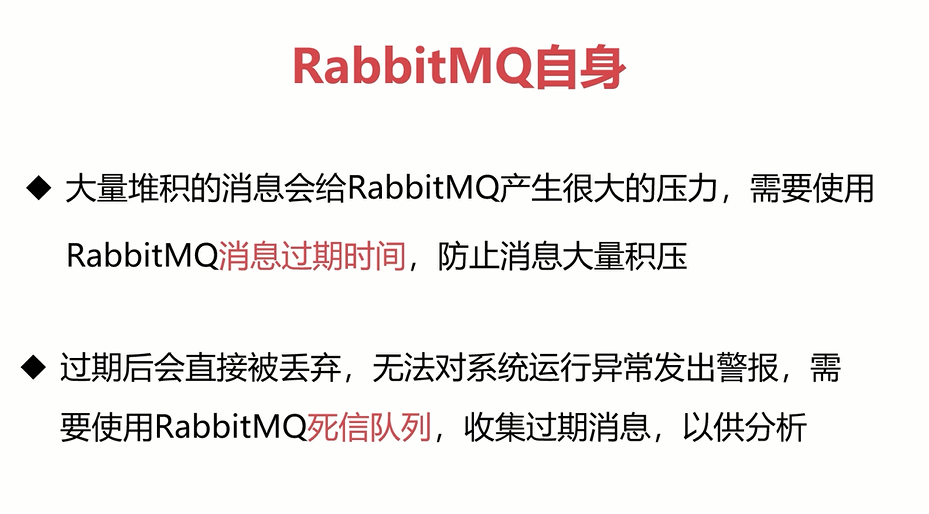 RabbitMQ自身
◆ 大量堆积的消息会给RabbitMQ产生很大的压力，需要使用
RabbitMQ消息过期时间，防止消息大量积压
◆ 过期后会直接被丢弃，无法对系统运行异常发出警报，需
要使用RabbitMQ死信队列，收集过期消息，以供分析